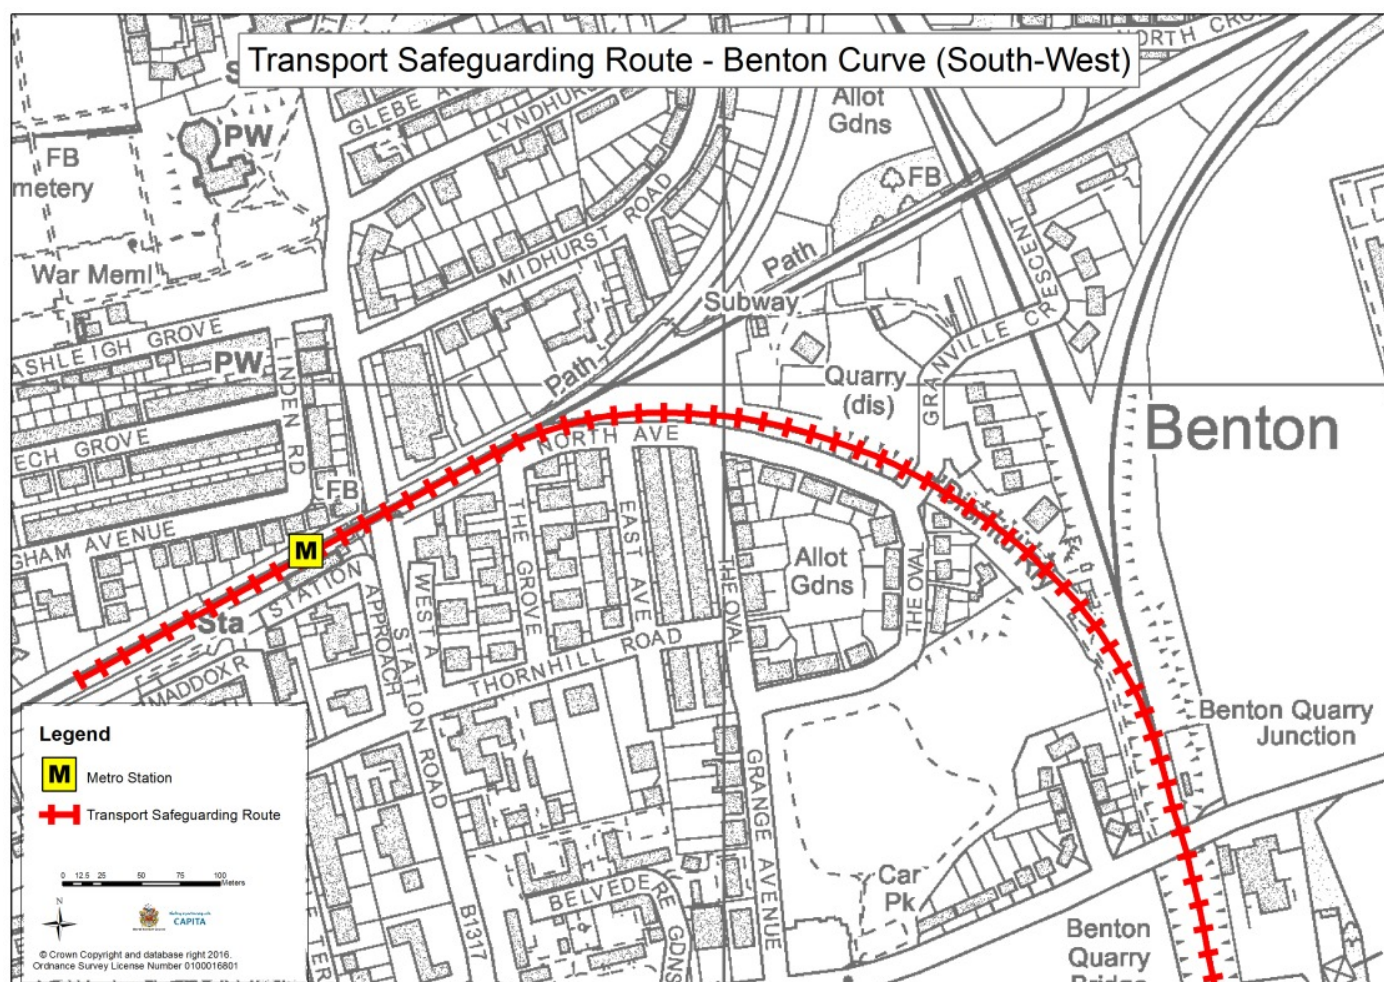 Transport Safeguarding Route - Benton Curve (South-West)
NORTH
GLEBE
LYNDHURS
Allot
Gdns
PW
FB
metery
FB
MIDHURST ROAD
War Meml
Path
Subway
CRESCENT
GRANVILLE
ASHLEIGH GROVE
PW
LINDEN RD
Path
Quarry
(dis)
Benton
ECH GROVE
NORTH AVE
FB
GHAM AVENUE
M
THE GROVE
EAST AVE
THE OVAL
Allot
Gdns
THE OVAL
STATION
APPROACH
WEST A
Sta
STATION ROAD
THORNHILL ROAD
MADDOX R
Benton Quarry
Junction
GRANGE AVENUE
Legend
M Metro Station
Transport Safeguarding Route
0 12.5 25 50 75 100
Meters
N
CAPITA
© Crown Copyright and database right 2016.
Ordnance Survey License Number 0100016801
B1317
BELVEDERE
GDNS
Car
Pk
Benton
Quarry
Bridge